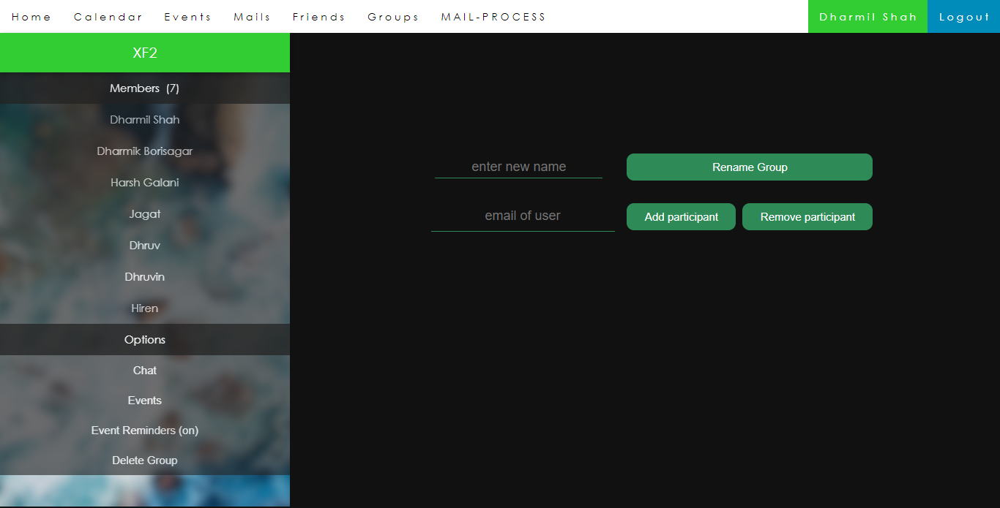 Home Calendar Events Mails Friends Groups MAIL-PROCESS Dharmil Shah Logout
XF2
Members (7)
Dharmil Shah
Dharmik Borisagar
Harsh Galani
Jagat
Dhruv
Dhruvin
Hiren
Options
Chat
Events
Event Reminders (on)
Delete Group
enter new name Rename Group
email of user Add participant Remove participant